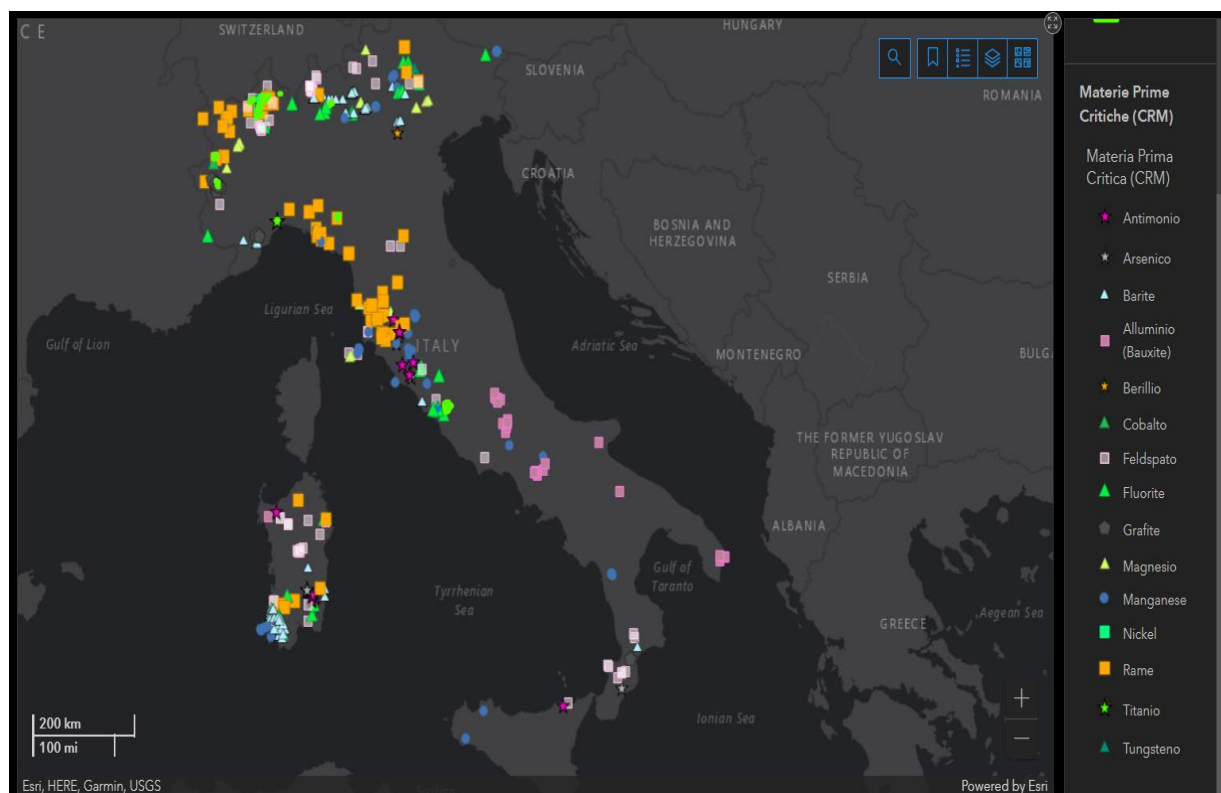 C E
SWITZERLAND
HUNGARY
SLOVENIA
ROMANIA
CROATIA
BOSNIA AND
HERZEGOVINA
SERBIA
Ligurian Sea
Gulf of Lion
ITALY
Adriatic Sea
MONTENEGRO
BULG
THE FORMER YUGOSLAV
REPUBLIC OF
MACEDONIA
ALBANIA
Gulf of
Taranto
Tyrrhenian
Sea
GREECE
Aegean Sea
Ionian Sea
200 km
100 mi
+
−
Esri, HERE, Garmin, USGS
Powered by Esri
Materie Prime
Critiche (CRM)
Materia Prima
Critica (CRM)
Antimonio
Arsenico
Barite
Alluminio
(Bauxite)
Berillio
Cobalto
Feldspato
Fluorite
Grafite
Magnesio
Manganese
Nickel
Rame
Titanio
Tungsteno